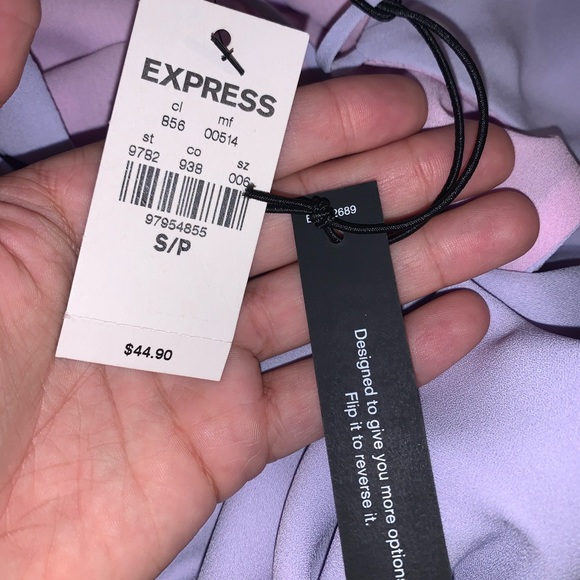 EXPRESS
cl mf
856 00514
st co sz
9782 938 006
97954855
S/P
$44.90
2689
Designed to give you more option
Flip it to reverse it.